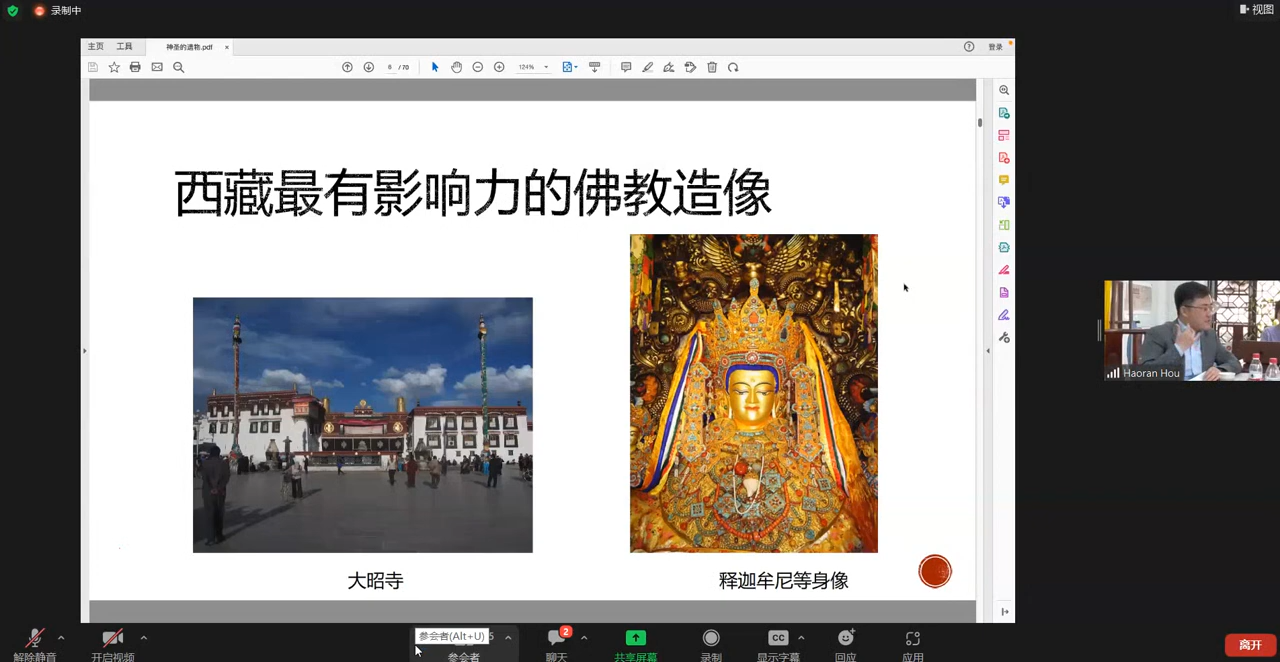 录制中
视图
主页 工具 神圣的遗物.pdf × 登录
6 / 70 124%
西藏最有影响力的佛教造像
大昭寺
释迦牟尼等身像
Haoran Hou
参会者(Alt+U) 5
2
CC
解除静音 开启视频 参会者 聊天 共享屏幕 录制 显示字幕 回应 应用
离开